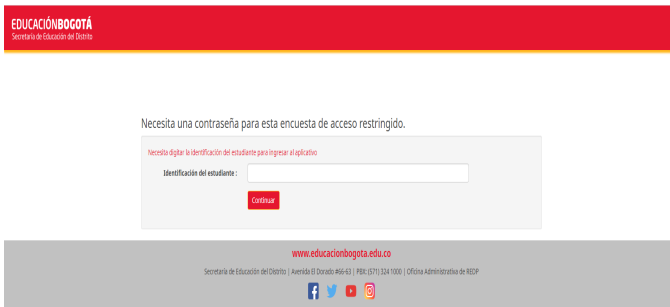 EDUCACIÓNBOGOTÁ
Secretaría de Educación del Distrito
Necesita una contraseña para esta encuesta de acceso restringido.
Necesita digitar la identificación del estudiante para ingresar al aplicativo
Identificación del estudiante :
Continuar
www.educacionbogota.edu.co
Secretaría de Educación del Distrito | Avenida El Dorado #66-63 | PBX: (571) 324 1000 | Oficina Administrativa de REDP